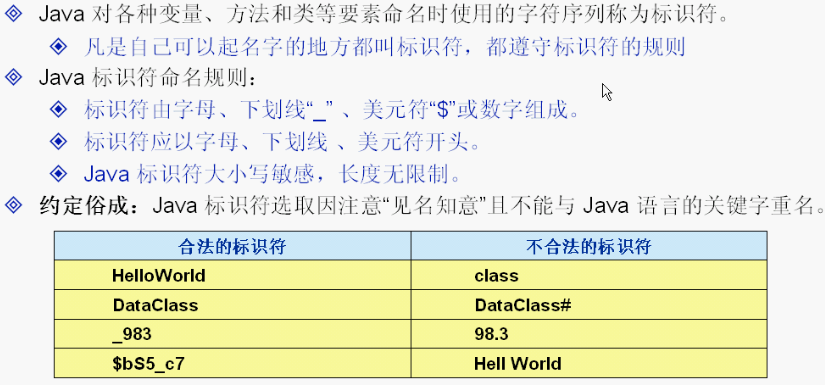 Java 对各种变量、方法和类等要素命名时使用的字符序列称为标识符。
凡是自己可以起名字的地方都叫标识符，都遵守标识符的规则
Java 标识符命名规则：
标识符由字母、下划线“_” 、美元符“$”或数字组成。
标识符应以字母、下划线 、美元符开头。
Java 标识符大小写敏感，长度无限制。
约定俗成：Java 标识符选取因注意“见名知意”且不能与 Java 语言的关键字重名。
合法的标识符 不合法的标识符
HelloWorld class
DataClass DataClass#
_983 98.3
$bS5_c7 Hell World